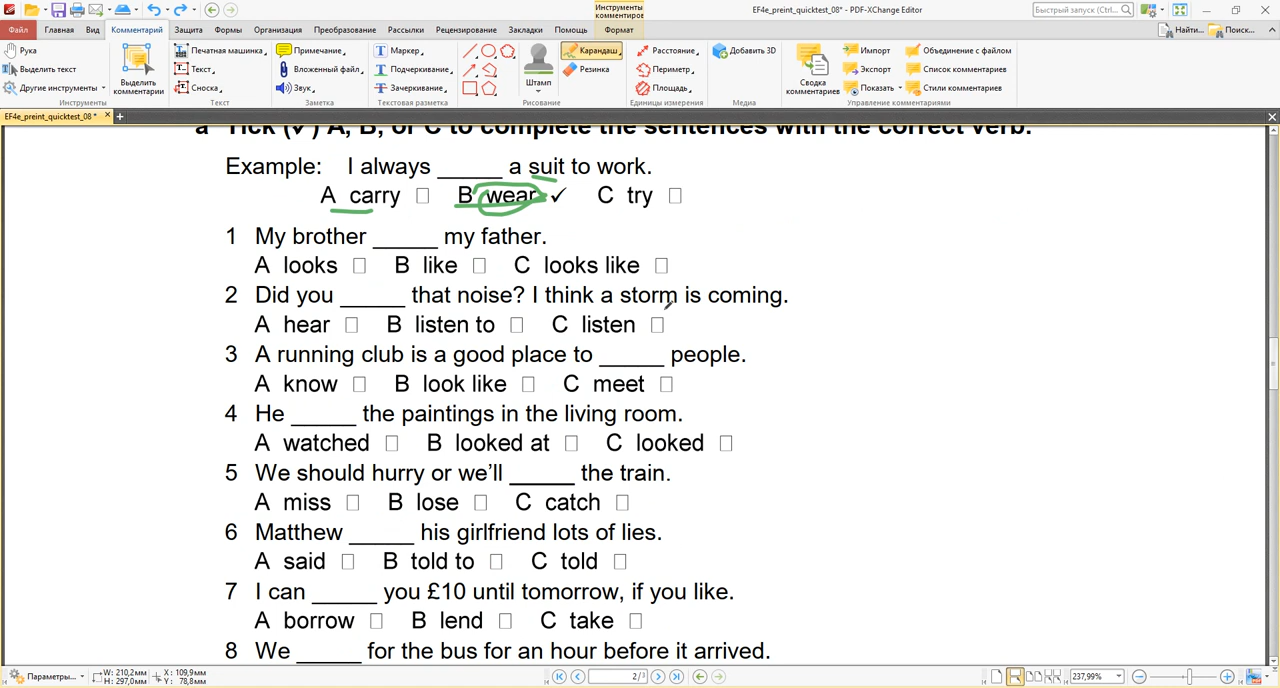 Инструменты комментиров
EF4e_preint_quicktest_08* - PDF-XChange Editor
Быстрый запуск (Ctrl...
Файл Главная Вид Комментарий Защита Формы Организация Преобразование Рассылки Рецензирование Закладки Помощь Формат Найти... Поиск...
Рука
Выделить текст
Другие инструменты
Инструменты
Выделить комментарии
Печатная машинка
Текст
Сноска
Текст
Примечание
Вложенный файл
Звук
Заметка
Маркер
Подчеркивание
Зачеркивание
Текстовая разметка
Штамп
Карандаш
Резинка
Рисование
Расстояние
Периметр
Площадь
Единицы измерения
Добавить 3D
Медиа
Сводка комментариев
Импорт
Экспорт
Показать
Объединение с файлом
Список комментариев
Стили комментариев
Управление комментариями
EF4e_preint_quicktest_08 *
a Tick (✓) A, B, or C to complete the sentences with the correct verb.
Example: I always _____ a suit to work.
A carry □ B wear ✓ C try □
1 My brother _____ my father.
A looks □ B like □ C looks like □
2 Did you _____ that noise? I think a storm is coming.
A hear □ B listen to □ C listen □
3 A running club is a good place to _____ people.
A know □ B look like □ C meet □
4 He _____ the paintings in the living room.
A watched □ B looked at □ C looked □
5 We should hurry or we’ll _____ the train.
A miss □ B lose □ C catch □
6 Matthew _____ his girlfriend lots of lies.
A said □ B told to □ C told □
7 I can _____ you £10 until tomorrow, if you like.
A borrow □ B lend □ C take □
8 We _____ for the bus for an hour before it arrived.
Параметры...
W: 210,2мм
H: 297,0мм
X: 109,9мм
Y: 78,8мм
237,99%